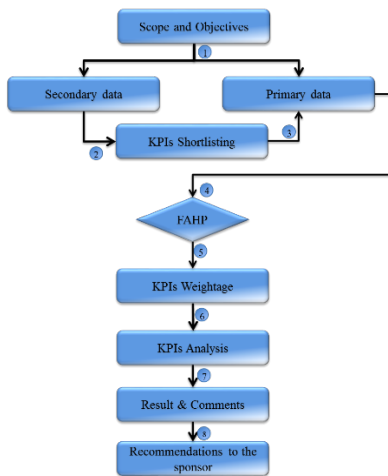 Scope and Objectives
1
Secondary data
Primary data
2
KPIs Shortlisting
3
4
FAHP
5
KPIs Weightage
6
KPIs Analysis
7
Result & Comments
8
Recommendations to the
sponsor